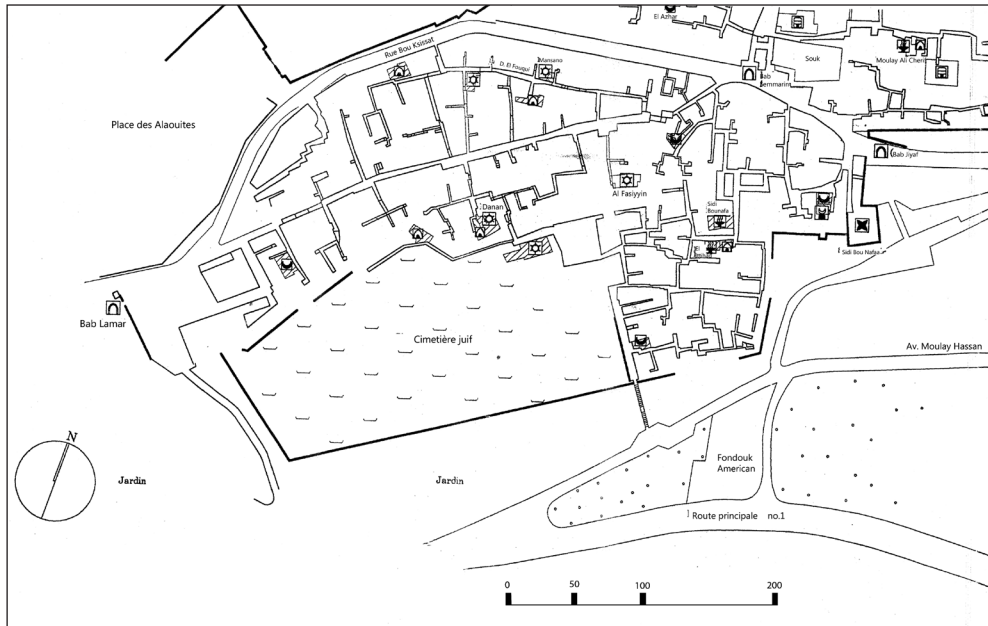 El Azhar
Rue Bou Ksissat
Mamano
D. El Fouqui
Souk
Moulay Ali Cherif
Bab
Semmarin
Place des Alaouites
Bab Jiyaf
Al Fasiyyin
Danan
Sidi
Bounafa
El
Sidi Bou Nafaa
Bab Lamar
Cimetière juif
Av. Moulay Hassan
N
Jardin
Jardin
Fondouk
American
Route principale no.1
0 50 100 200